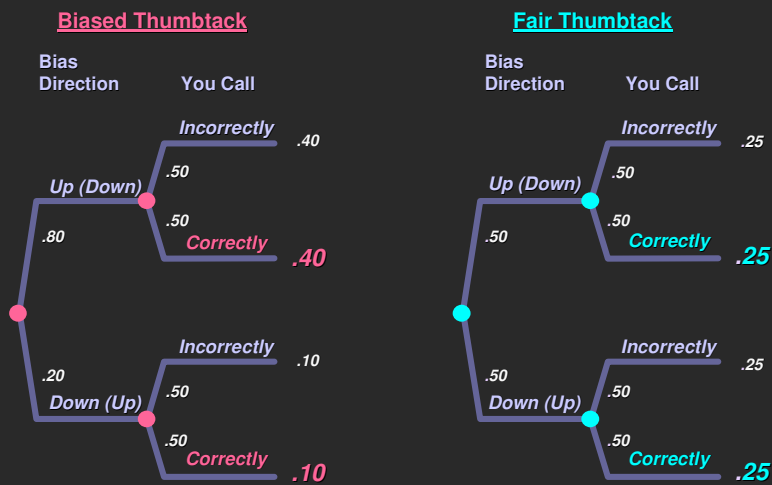 Biased Thumbtack
Bias
Direction
You Call
Incorrectly
.40
.50
Up (Down)
.50
.80
Correctly
.40
Incorrectly
.10
.20
.50
Down (Up)
.50
Correctly
.10
Fair Thumbtack
Bias
Direction
You Call
Incorrectly
.25
.50
Up (Down)
.50
.50
Correctly
.25
Incorrectly
.25
.50
.50
Down (Up)
.50
Correctly
.25